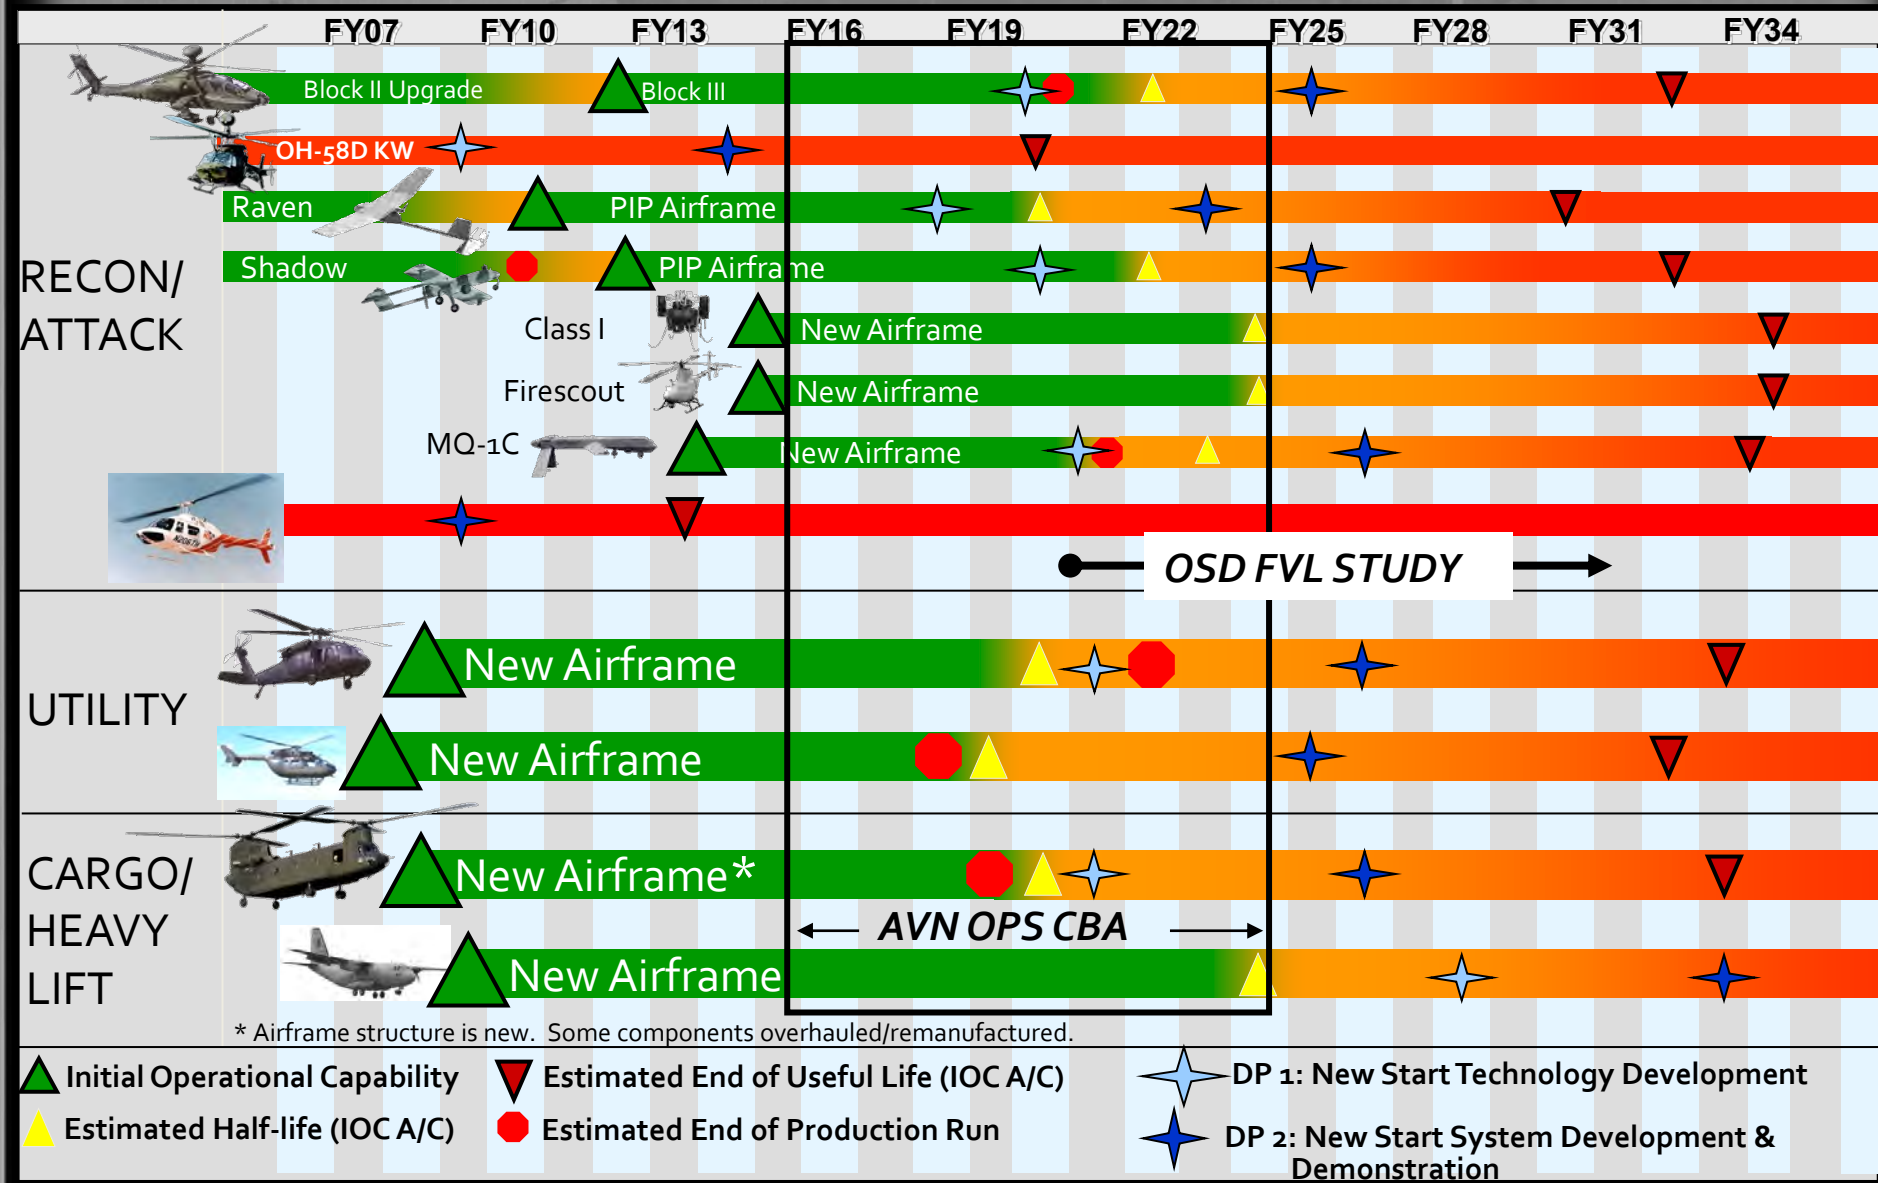 FY07 FY10 FY13 FY16 FY19 FY22 FY25 FY28 FY31 FY34
Block II Upgrade
Block III
OH-58D KW
Raven
PIP Airframe
Shadow
PIP Airframe
RECON/
ATTACK
Class I
New Airframe
Firescout
New Airframe
MQ-1C
New Airframe
OSD FVL STUDY
UTILITY
New Airframe
New Airframe
CARGO/
HEAVY
LIFT
New Airframe*
AVN OPS CBA
New Airframe
* Airframe structure is new. Some components overhauled/remanufactured.
Initial Operational Capability
Estimated End of Useful Life (IOC A/C)
DP 1: New Start Technology Development
Estimated Half-life (IOC A/C)
Estimated End of Production Run
DP 2: New Start System Development &
Demonstration